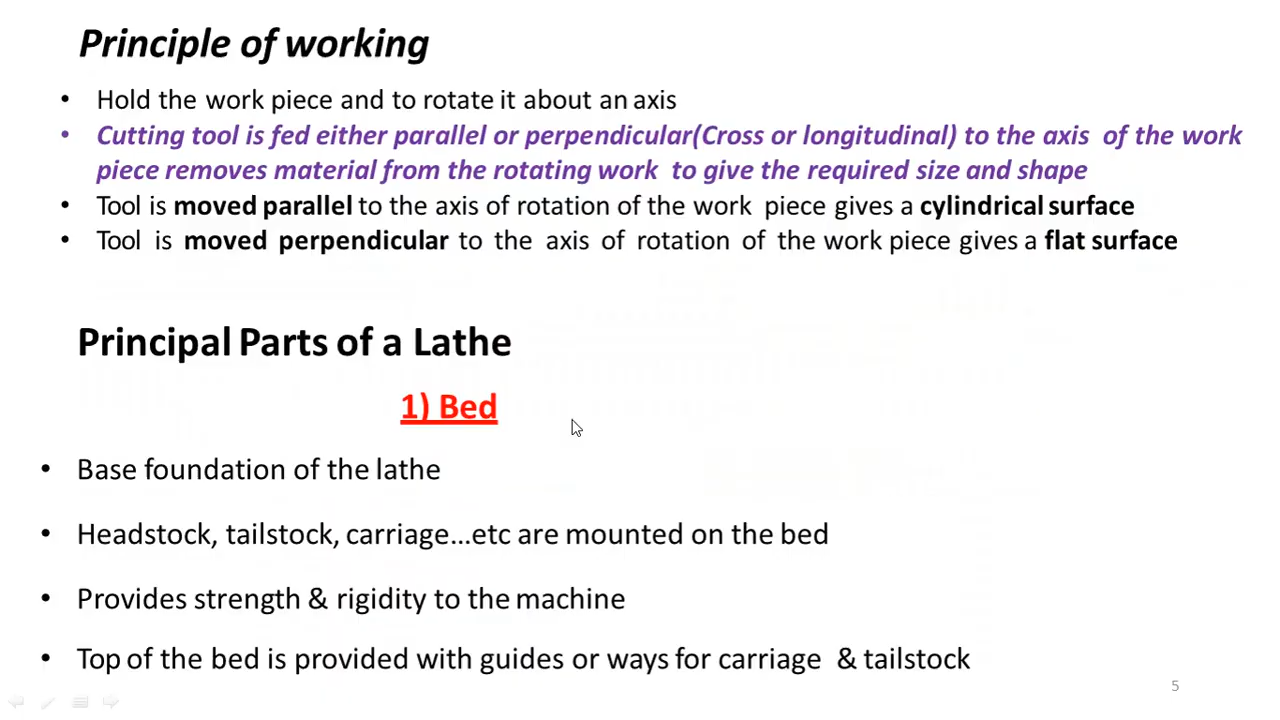 Principle of working
• Hold the work piece and to rotate it about an axis
• Cutting tool is fed either parallel or perpendicular(Cross or longitudinal) to the axis of the work
piece removes material from the rotating work to give the required size and shape
• Tool is moved parallel to the axis of rotation of the work piece gives a cylindrical surface
• Tool is moved perpendicular to the axis of rotation of the work piece gives a flat surface
Principal Parts of a Lathe
1) Bed
• Base foundation of the lathe
• Headstock, tailstock, carriage…etc are mounted on the bed
• Provides strength & rigidity to the machine
• Top of the bed is provided with guides or ways for carriage & tailstock
5